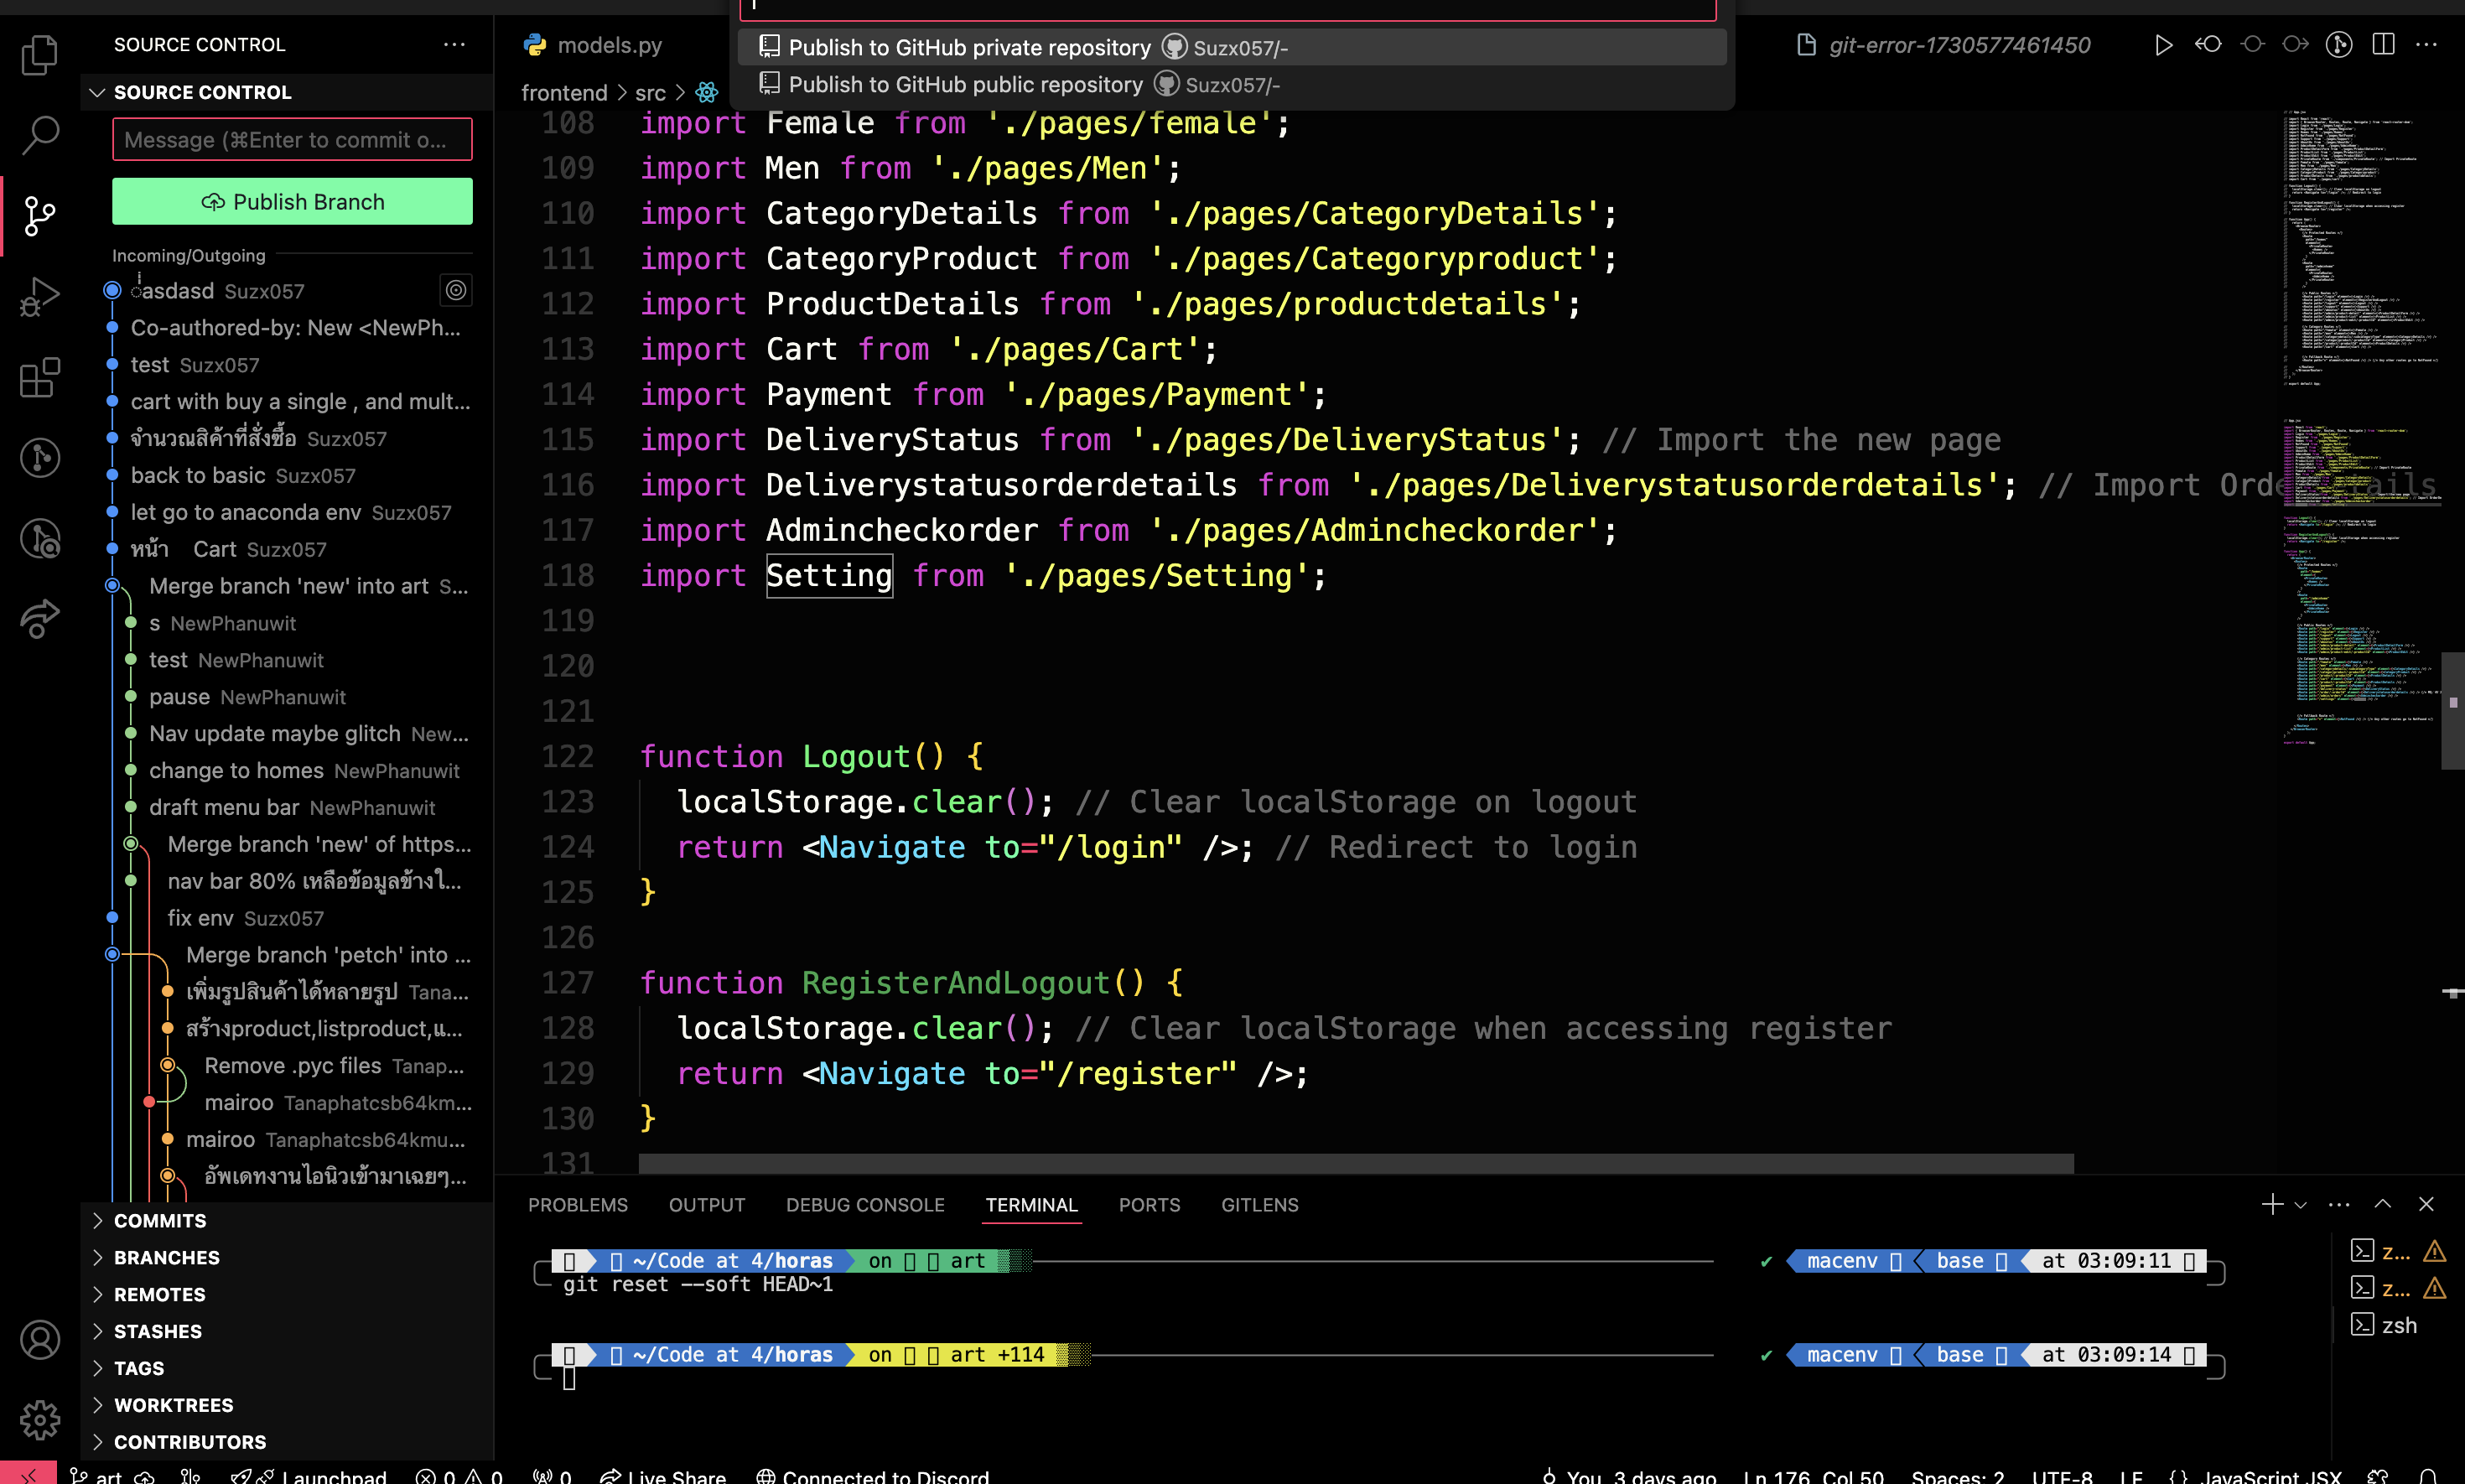 Publish to GitHub private repository Suzx057/-
Publish to GitHub public repository Suzx057/-
SOURCE CONTROL
SOURCE CONTROL
Message (⌘Enter to commit o...
Publish Branch
Incoming/Outgoing
asdasd Suzx057
Co-authored-by: New <NewPh...
test Suzx057
cart with buy a single , and mult...
จำนวณสิค้าที่สั่งซื้อ Suzx057
back to basic Suzx057
let go to anaconda env Suzx057
หน้า Cart Suzx057
Merge branch 'new' into art S...
s NewPhanuwit
test NewPhanuwit
pause NewPhanuwit
Nav update maybe glitch New...
change to homes NewPhanuwit
draft menu bar NewPhanuwit
Merge branch 'new' of https...
nav bar 80% เหลือข้อมูลข้างใ...
fix env Suzx057
Merge branch 'petch' into ...
เพิ่มรูปสินค้าได้หลายรูป Tana...
สร้างproduct,listproduct,แ...
Remove .pyc files Tanap...
mairoo Tanaphatcsb64km...
mairoo Tanaphatcsb64kmu...
อัพเดทงานไอนิวเข้ามาเฉยๆ...
COMMITS
BRANCHES
REMOTES
STASHES
TAGS
WORKTREES
CONTRIBUTORS
models.py
git-error-1730577461450
frontend > src >
108 import Female from './pages/female';
109 import Men from './pages/Men';
110 import CategoryDetails from './pages/CategoryDetails';
111 import CategoryProduct from './pages/Categoryproduct';
112 import ProductDetails from './pages/productdetails';
113 import Cart from './pages/Cart';
114 import Payment from './pages/Payment';
115 import DeliveryStatus from './pages/DeliveryStatus'; // Import the new page
116 import Deliverystatusorderdetails from './pages/Deliverystatusorderdetails'; // Import OrderDetails
117 import Admincheckorder from './pages/Admincheckorder';
118 import Setting from './pages/Setting';
119
120
121
122 function Logout() {
123 localStorage.clear(); // Clear localStorage on logout
124 return <Navigate to="/login" />; // Redirect to login
125 }
126
127 function RegisterAndLogout() {
128 localStorage.clear(); // Clear localStorage when accessing register
129 return <Navigate to="/register" />;
130 }
131
PROBLEMS OUTPUT DEBUG CONSOLE TERMINAL PORTS GITLENS
~/Code at 4/horas on art ✔ macenv base at 03:09:11
git reset --soft HEAD~1
~/Code at 4/horas on art +114 ✔ macenv base at 03:09:14
z...
z...
zsh
art Launchpad 0 0 0 Live Share Connected to Discord You, 3 days ago Ln 176, Col 50 Spaces: 2 UTF-8 LF {} JavaScript JSX